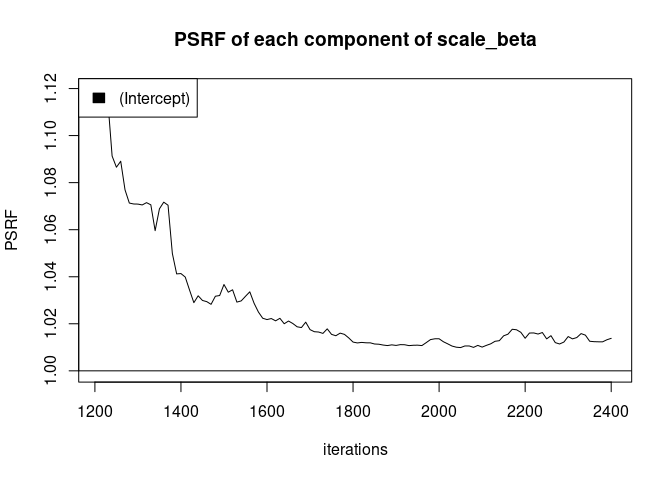 PSRF of each component of scale_beta
(Intercept)
PSRF
1.12
1.10
1.08
1.06
1.04
1.02
1.00
1200 1400 1600 1800 2000 2200 2400
iterations